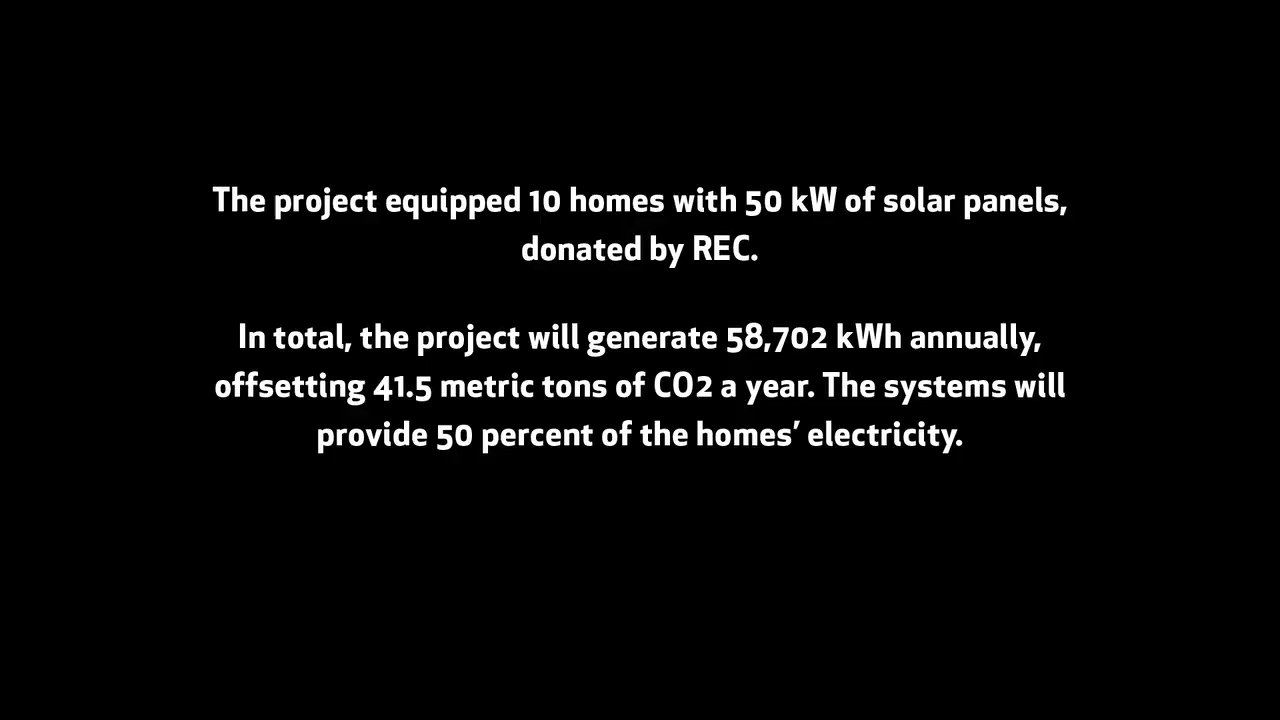 The project equipped 10 homes with 50 kW of solar panels,
donated by REC.
In total, the project will generate 58,702 kWh annually,
offsetting 41.5 metric tons of CO2 a year. The systems will
provide 50 percent of the homes’ electricity.